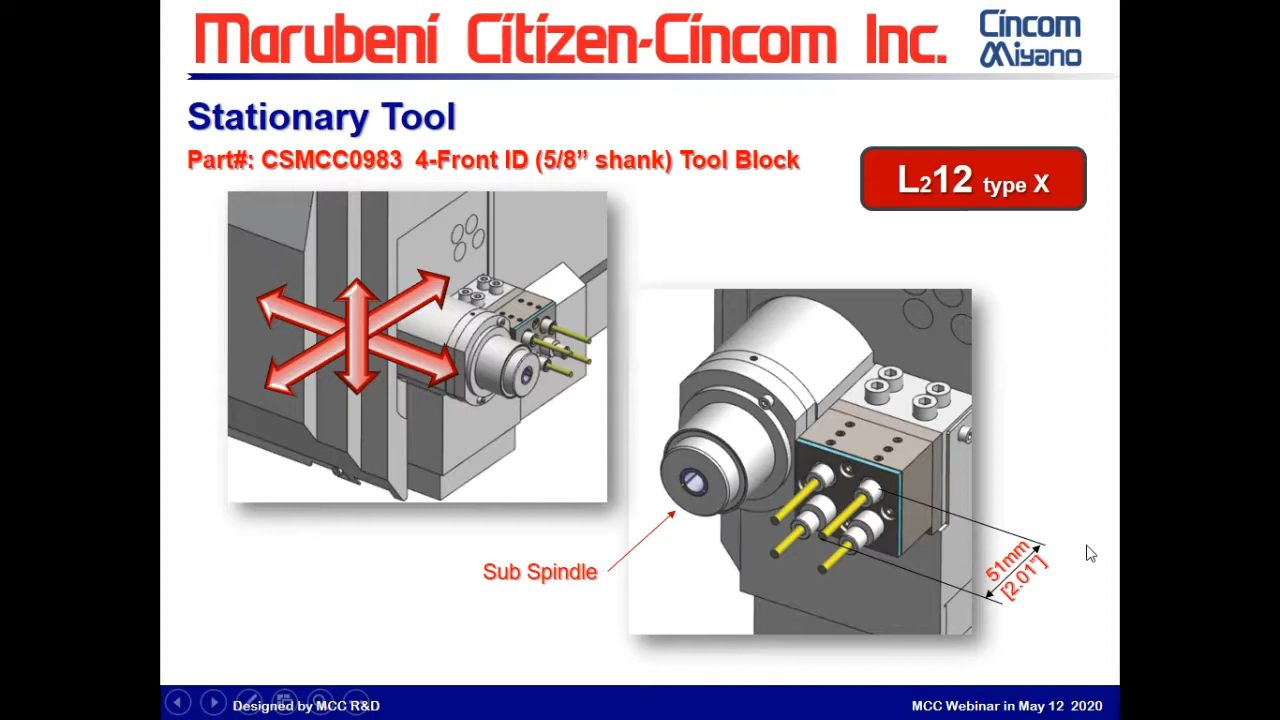 Marubeni Citizen-Cincom Inc.
Cincom
Miyano
Stationary Tool
Part#: CSMCC0983 4-Front ID (5/8” shank) Tool Block
L212 type X
Sub Spindle
51mm
[2.01"]
Designed by MCC R&D
MCC Webinar in May 12 2020